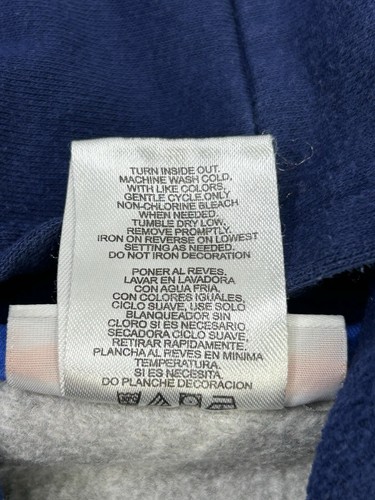 TURN INSIDE OUT.
MACHINE WASH COLD,
WITH LIKE COLORS,
GENTLE CYCLE.ONLY
NON-CHLORINE BLEACH
WHEN NEEDED.
TUMBLE DRY LOW.
REMOVE PROMPTLY.
IRON ON REVERSE ON LOWEST
SETTING AS NEEDED.
DO NOT IRON DECORATION
PONER AL REVES.
LAVAR EN LAVADORA
CON AGUA FRIA,
CON COLORES IGUALES,
CICLO SUAVE, USE SOLO
BLANQUEADOR SIN
CLORO SI ES NECESARIO.
SECADORA CICLO SUAVE,
RETIRAR RAPIDAMENTE.
PLANCHA AL REVES EN MINIMA
TEMPERATURA.
SI ES NECESITA.
DO PLANCHE DECORACION